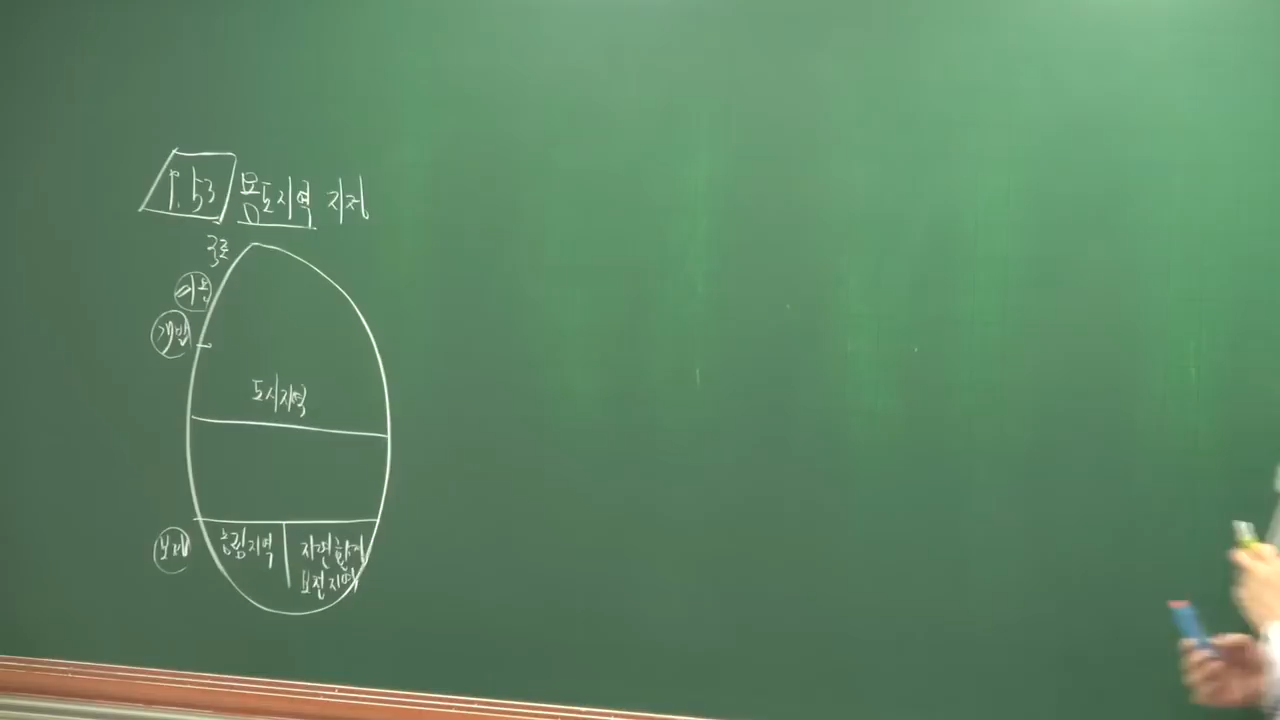 P.53 용도지역 지정
국토
이용
개발
도시지역
보전
농림지역
자연환경
보전지역